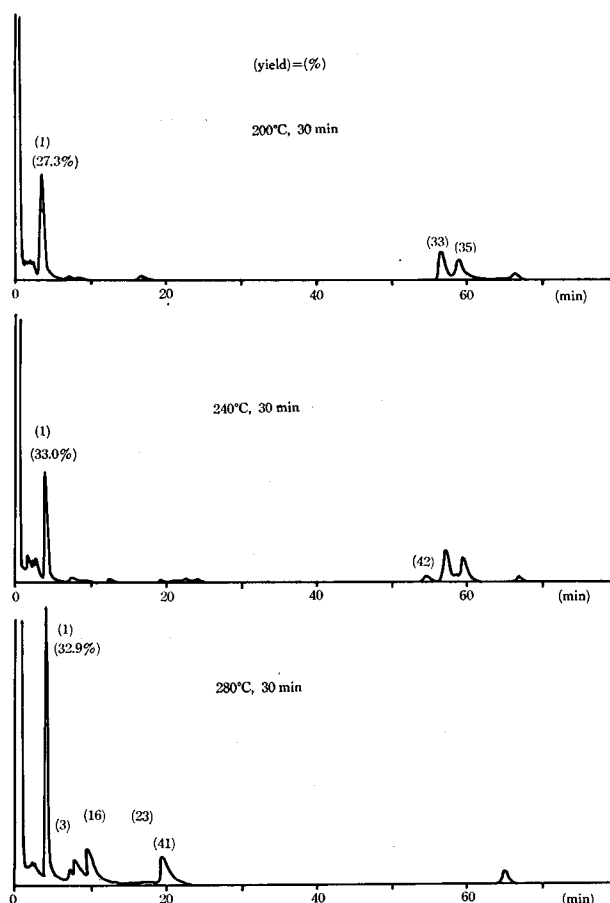 (yield)=(%)
200°C, 30 min
(1)
(27.3%)
(33)
(35)
0 20 40 60 (min)
240°C, 30 min
(1)
(33.0%)
(42)
0 20 40 60 (min)
(1)
(32.9%)
280°C, 30 min
(3)
(16)
(23)
(41)
0 20 40 60 (min)